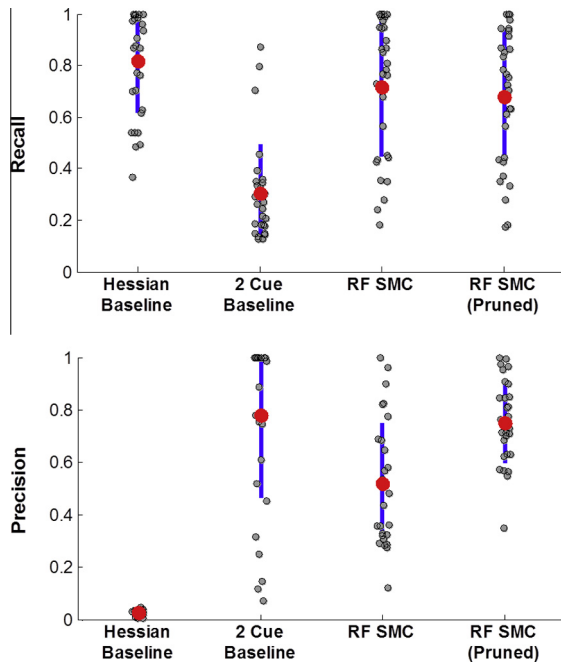 1
0.8
0.6
0.4
0.2
0
Recall
Hessian Baseline
2 Cue Baseline
RF SMC
RF SMC (Pruned)
1
0.8
0.6
0.4
0.2
0
Precision
Hessian Baseline
2 Cue Baseline
RF SMC
RF SMC (Pruned)